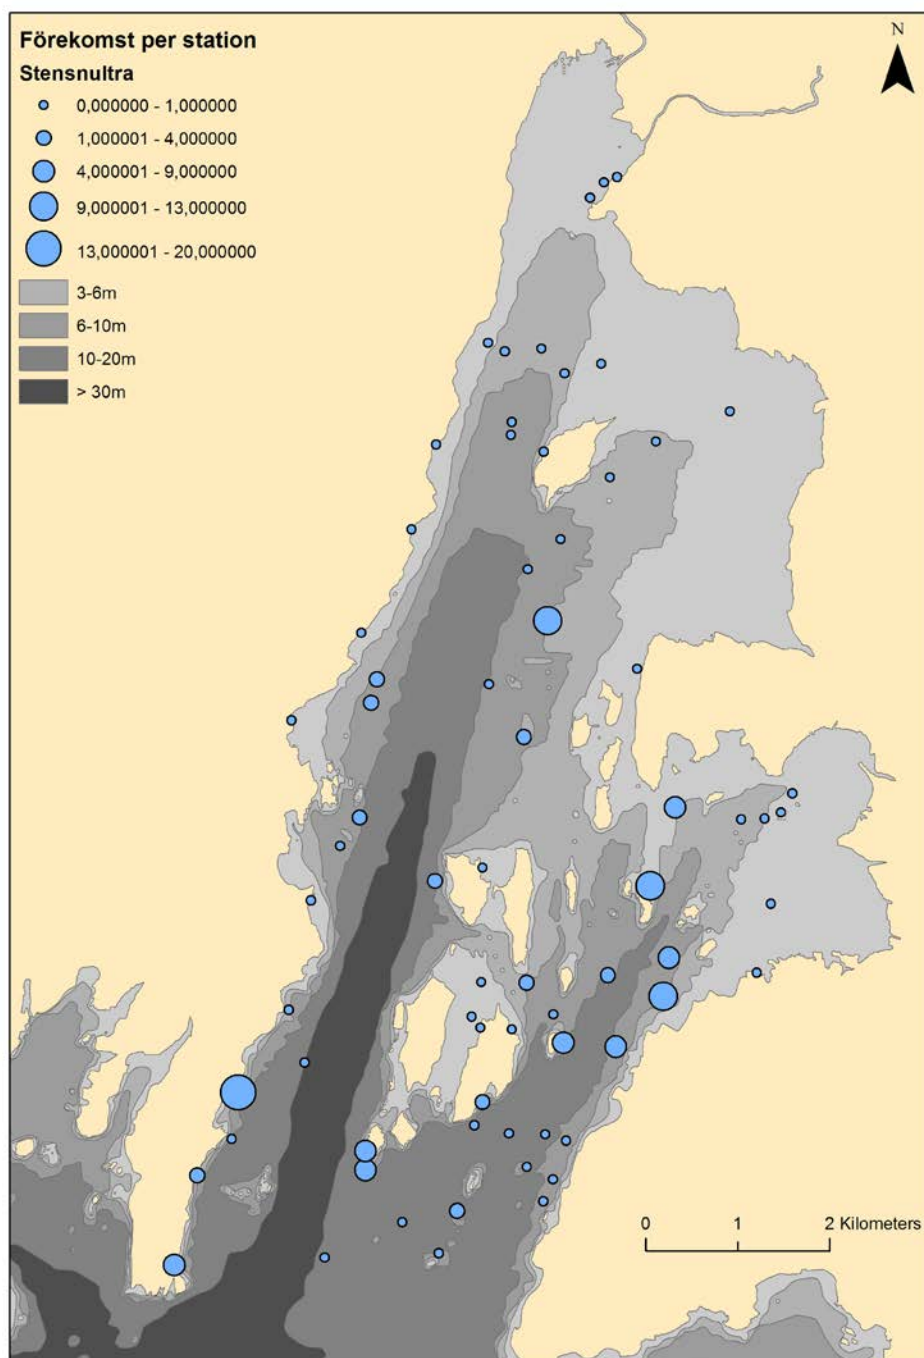 Förekomst per station
Stensnultra
0,000000 - 1,000000
1,000001 - 4,000000
4,000001 - 9,000000
9,000001 - 13,000000
13,000001 - 20,000000
3-6m
6-10m
10-20m
> 30m
N
0 1 2 Kilometers